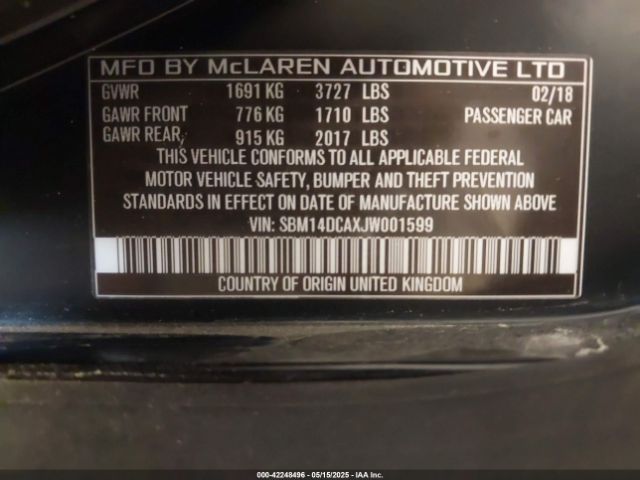 MFD BY McLAREN AUTOMOTIVE LTD
GVWR 1691 KG 3727 LBS 02/18
GAWR FRONT 776 KG 1710 LBS PASSENGER CAR
GAWR REAR, 915 KG 2017 LBS
THIS VEHICLE CONFORMS TO ALL APPLICABLE FEDERAL
MOTOR VEHICLE SAFETY, BUMPER AND THEFT PREVENTION
STANDARDS IN EFFECT ON DATE OF MANUFACTURE SHOWN ABOVE
VIN: SBM14DCAXJW001599
COUNTRY OF ORIGIN UNITED KINGDOM
000-42248496 - 05/15/2025 - IAA Inc.